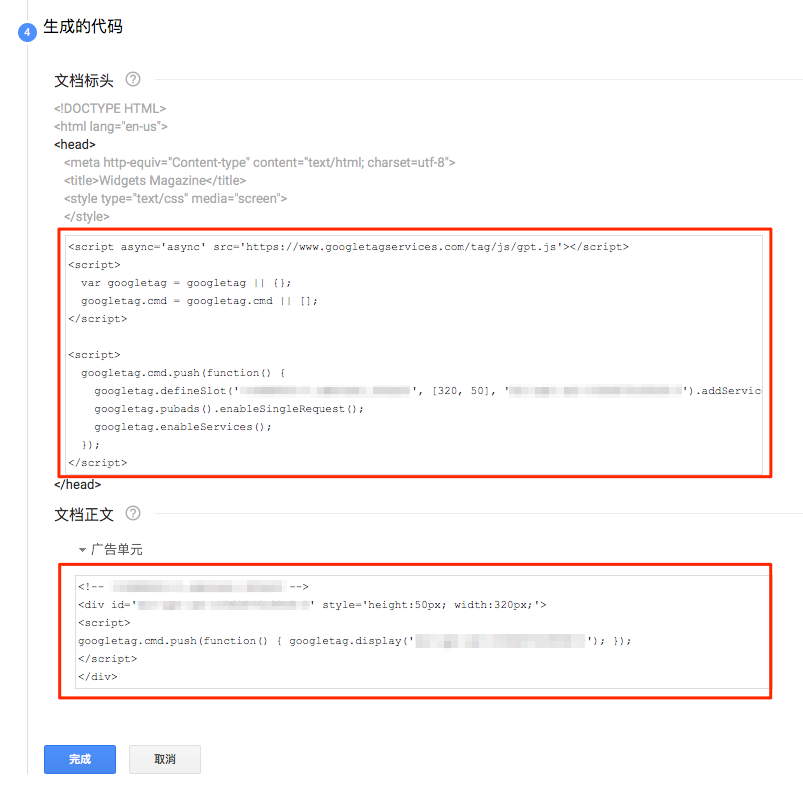 4 生成的代码
文档标头 ?
<!DOCTYPE HTML>
<html lang="en-us">
<head>
<meta http-equiv="Content-type" content="text/html; charset=utf-8">
<title>Widgets Magazine</title>
<style type="text/css" media="screen">
</style>
<script async='async' src='https://www.googletagservices.com/tag/js/gpt.js'></script>
<script>
var googletag = googletag || {};
googletag.cmd = googletag.cmd || [];
</script>
<script>
googletag.cmd.push(function() {
googletag.defineSlot('', [320, 50], '').addServic
googletag.pubads().enableSingleRequest();
googletag.enableServices();
});
</script>
</head>
文档正文 ?
广告单元
<!-- -->
<div id='' style='height:50px; width:320px;'>
<script>
googletag.cmd.push(function() { googletag.display(''); });
</script>
</div>
完成 取消